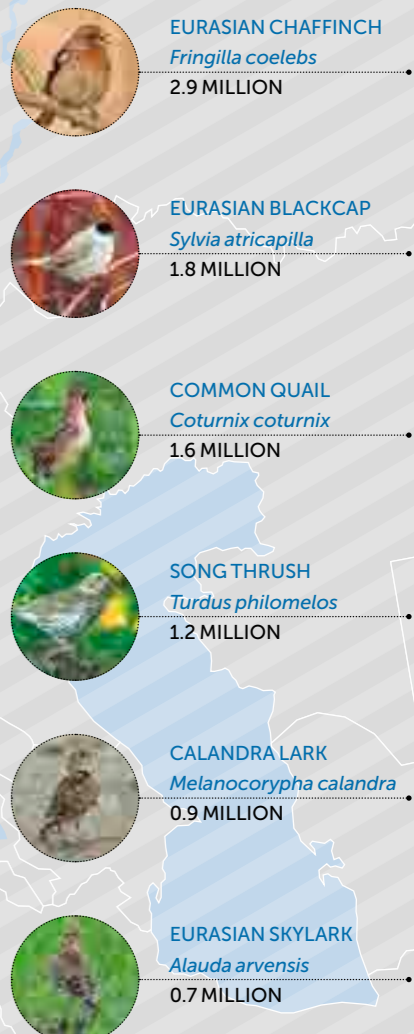 EURASIAN CHAFFINCH
Fringilla coelebs
2.9 MILLION
EURASIAN BLACKCAP
Sylvia atricapilla
1.8 MILLION
COMMON QUAIL
Coturnix coturnix
1.6 MILLION
SONG THRUSH
Turdus philomelos
1.2 MILLION
CALANDRA LARK
Melanocorypha calandra
0.9 MILLION
EURASIAN SKYLARK
Alauda arvensis
0.7 MILLION